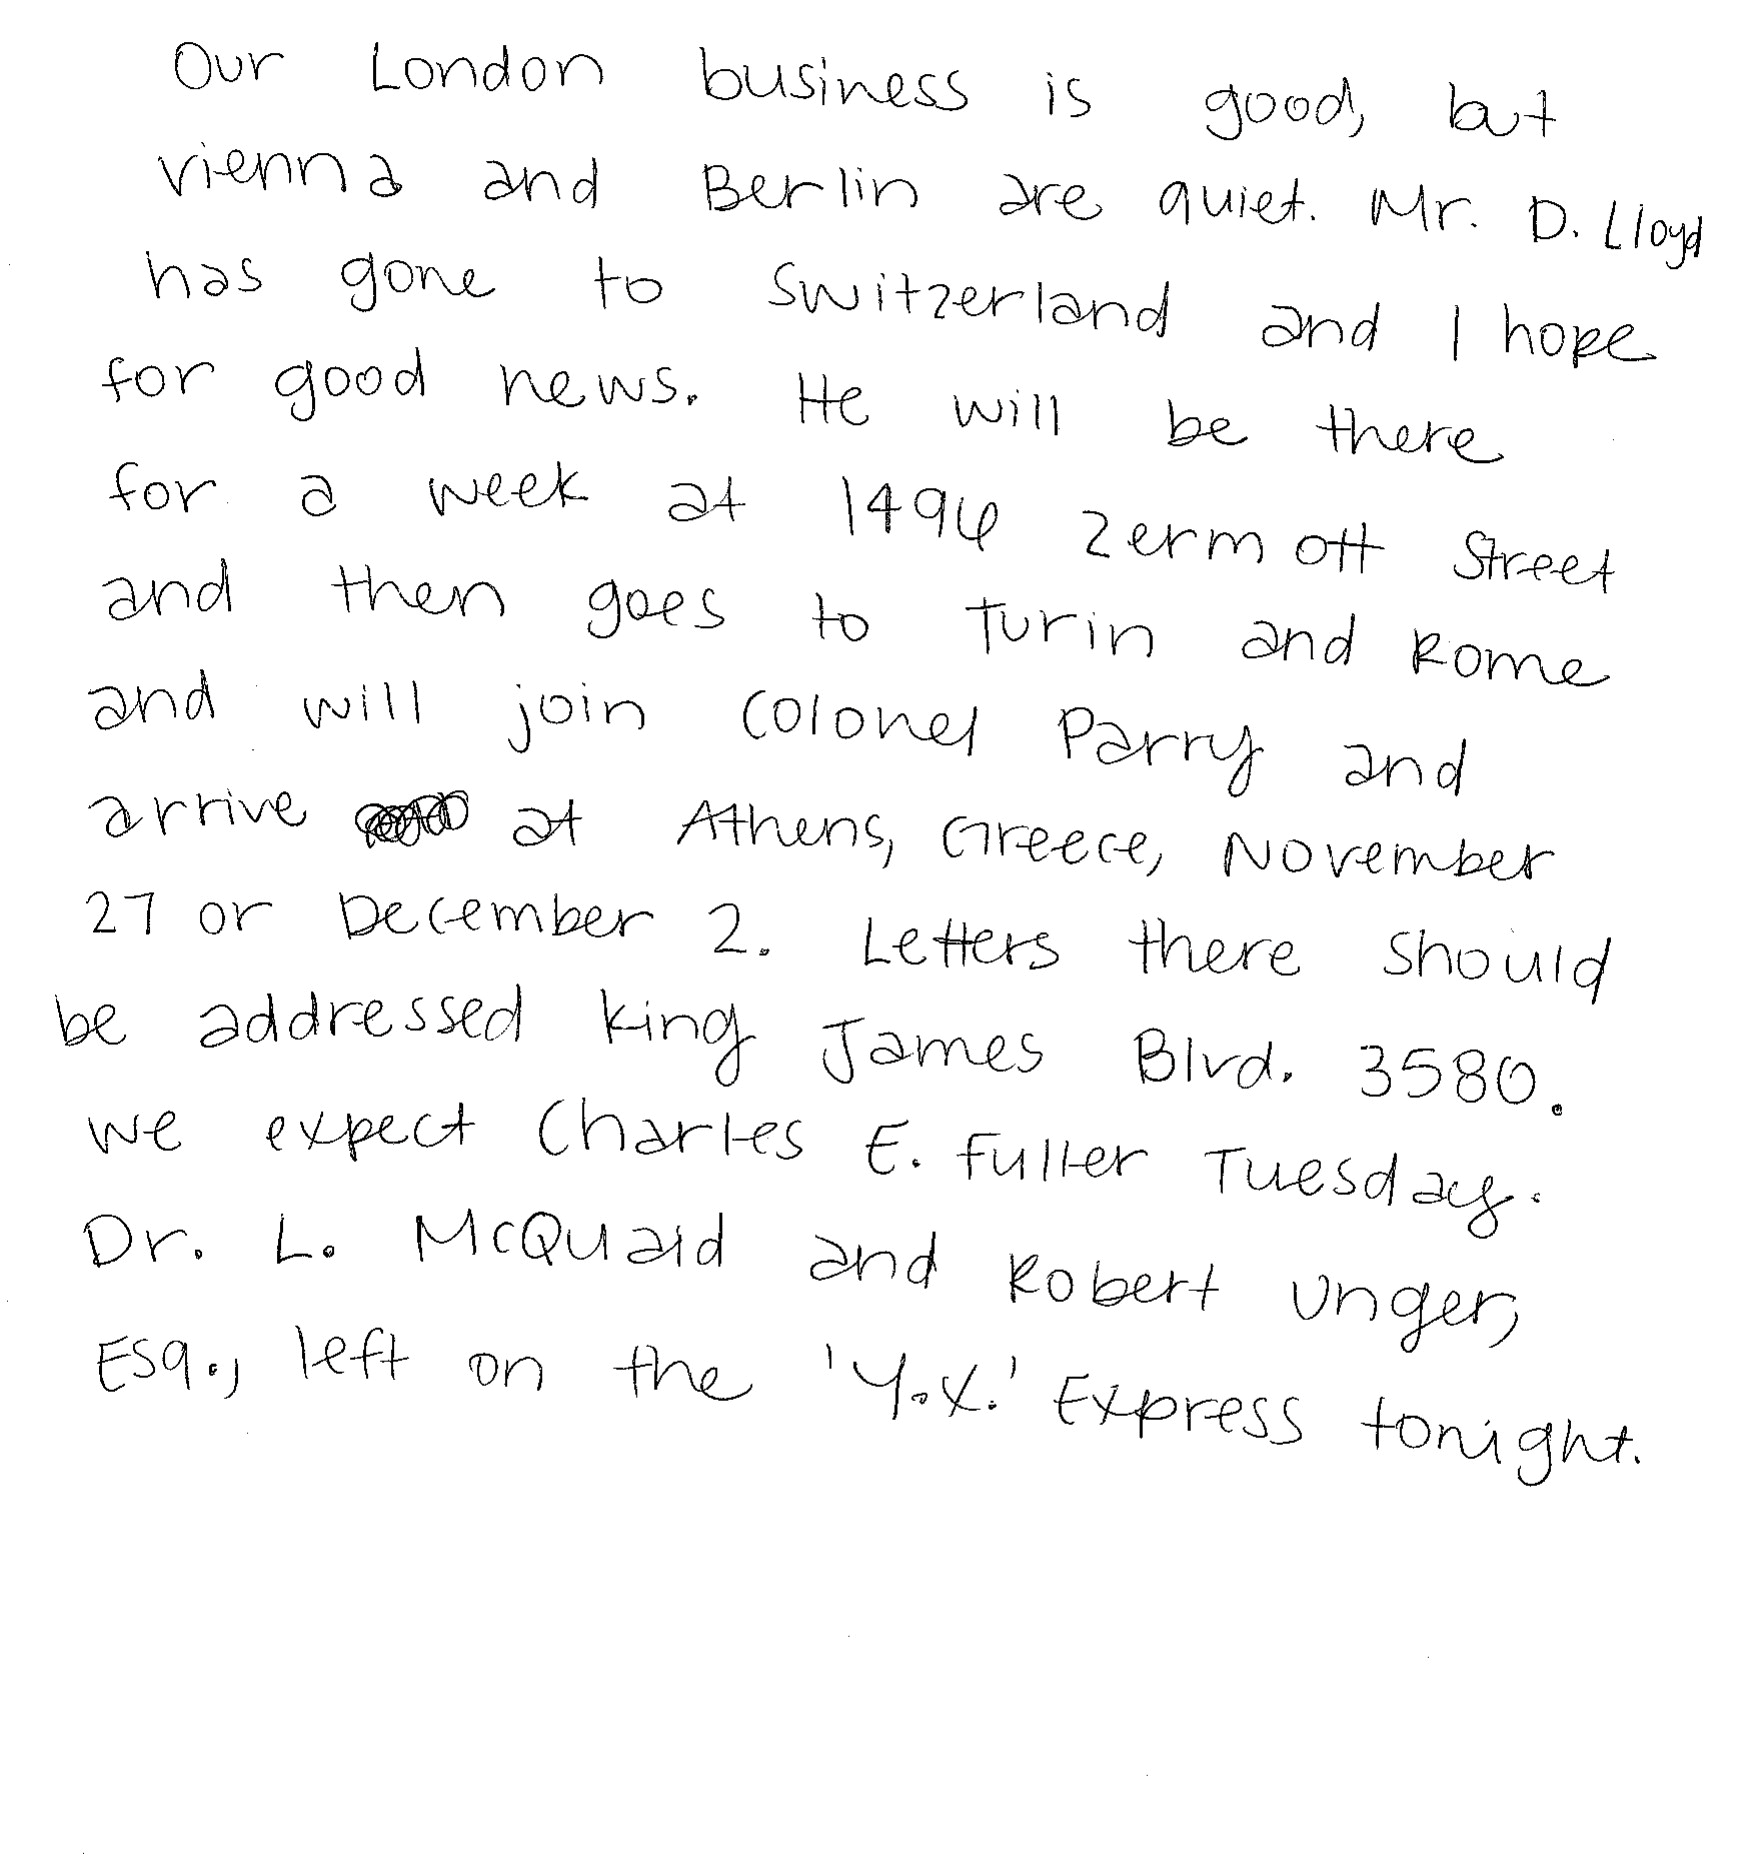 Our London business is good, but
vienna and Berlin are quiet. Mr. D. Lloyd
has gone to Switzerland and I hope
for good news. He will be there
for a week at 1496 Zermott Street
and then goes to Turin and Rome
and will join Colonel Parry and
arrive at Athens, Greece, November
27 or December 2. Letters there should
be addressed King James Blvd. 3580.
We expect Charles E. Fuller Tuesday.
Dr. L. McQuaid and Robert Unger,
Esq., left on the 'Y.X.' Express tonight.